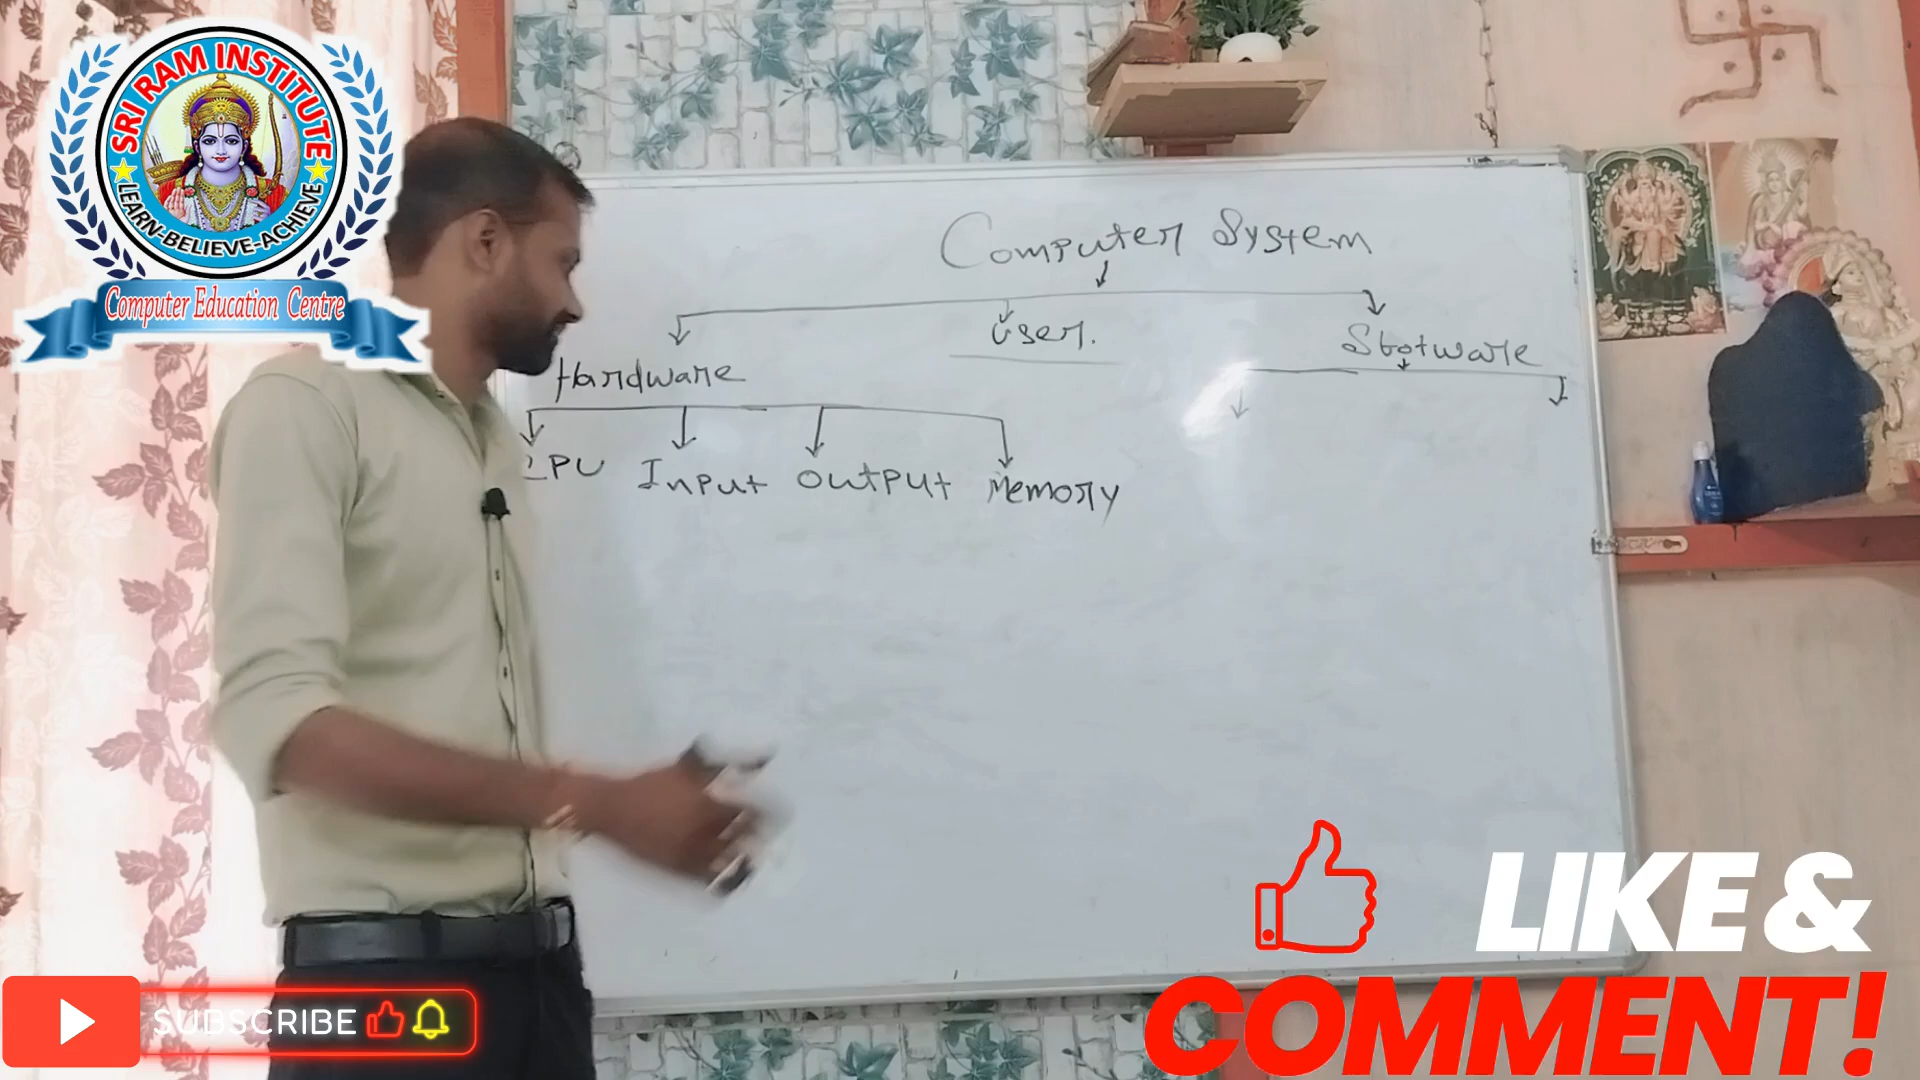 SRI RAM INSTITUTE
LEARN-BELIEVE-ACHIEVE
Computer Education Centre
Computer System
Hardware
User.
CPU Input Output Memory
SUBSCRIBE
LIKE &
COMMENT!